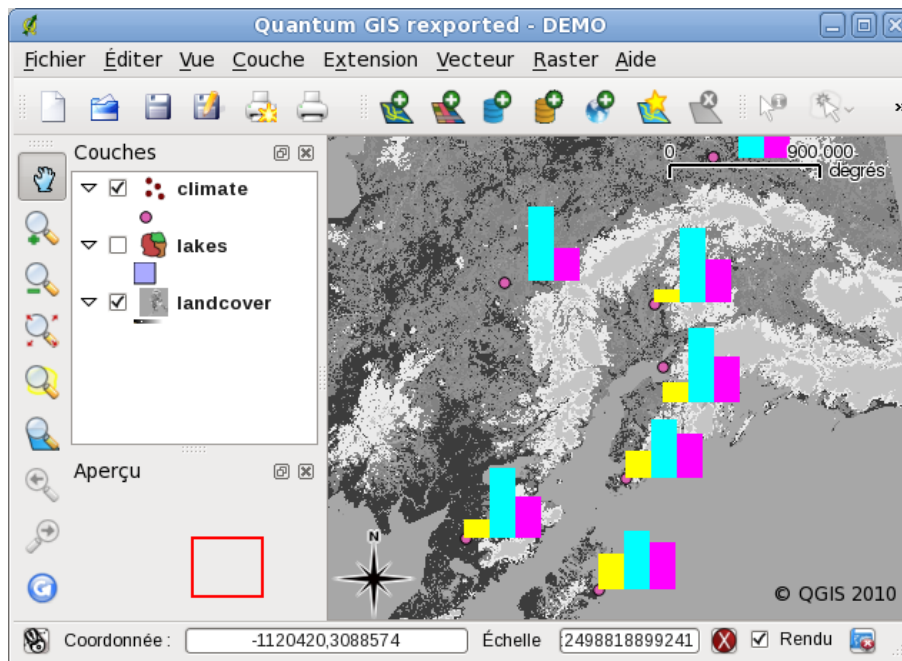 Quantum GIS rexported - DEMO
Fichier Éditer Vue Couche Extension Vecteur Raster Aide
Couches
climate
lakes
landcover
Aperçu
0 900,000
degrés
N
© QGIS 2010
Coordonnée : -1120420,3088574 Échelle :2498818899241 Rendu